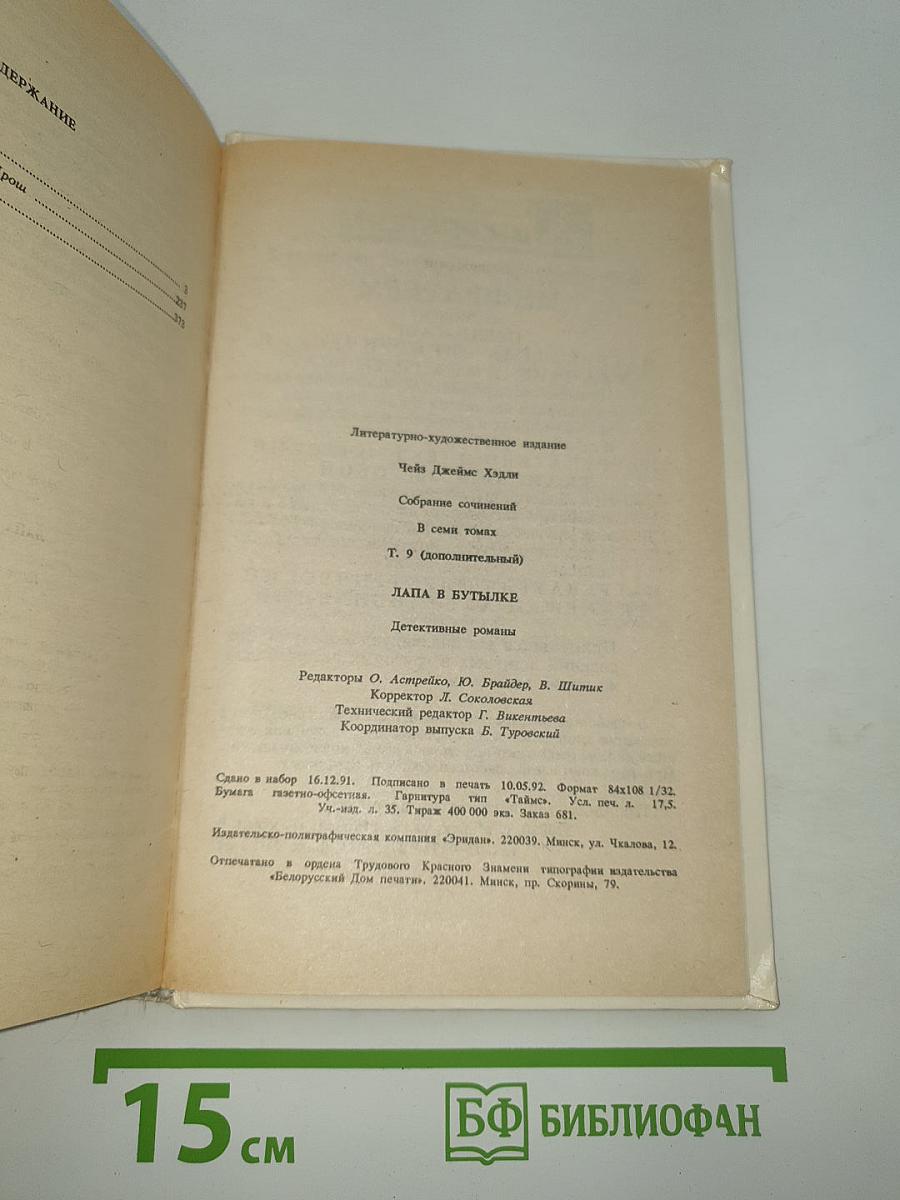 ДЕРЖАНИЕ
Ярош
3
237
373
Литературно-художественное издание
Чейз Джеймс Хэдли
Собрание сочинений
В семи томах
Т. 9 (дополнительный)
ЛАПА В БУТЫЛКЕ
Детективные романы
Редакторы О. Астрейко, Ю. Брайдер, В. Шитик
Корректор Л. Соколовская
Технический редактор Г. Викентьева
Координатор выпуска Б. Туровский
Сдано в набор 16.12.91. Подписано в печать 10.05.92. Формат 84х108 1/32.
Бумага газетно-офсетная. Гарнитура тип «Таймс». Усл. печ. л. 17,5.
Уч.-изд. л. 35. Тираж 400 000 экз. Заказ 681.
Издательско-полиграфическая компания «Эридан». 220039. Минск, ул. Чкалова, 12.
Отпечатано в ордена Трудового Красного Знамени типографии издательства
«Белорусский Дом печати». 220041. Минск, пр. Скорины, 79.
15 см
БФ БИБЛИОФАН